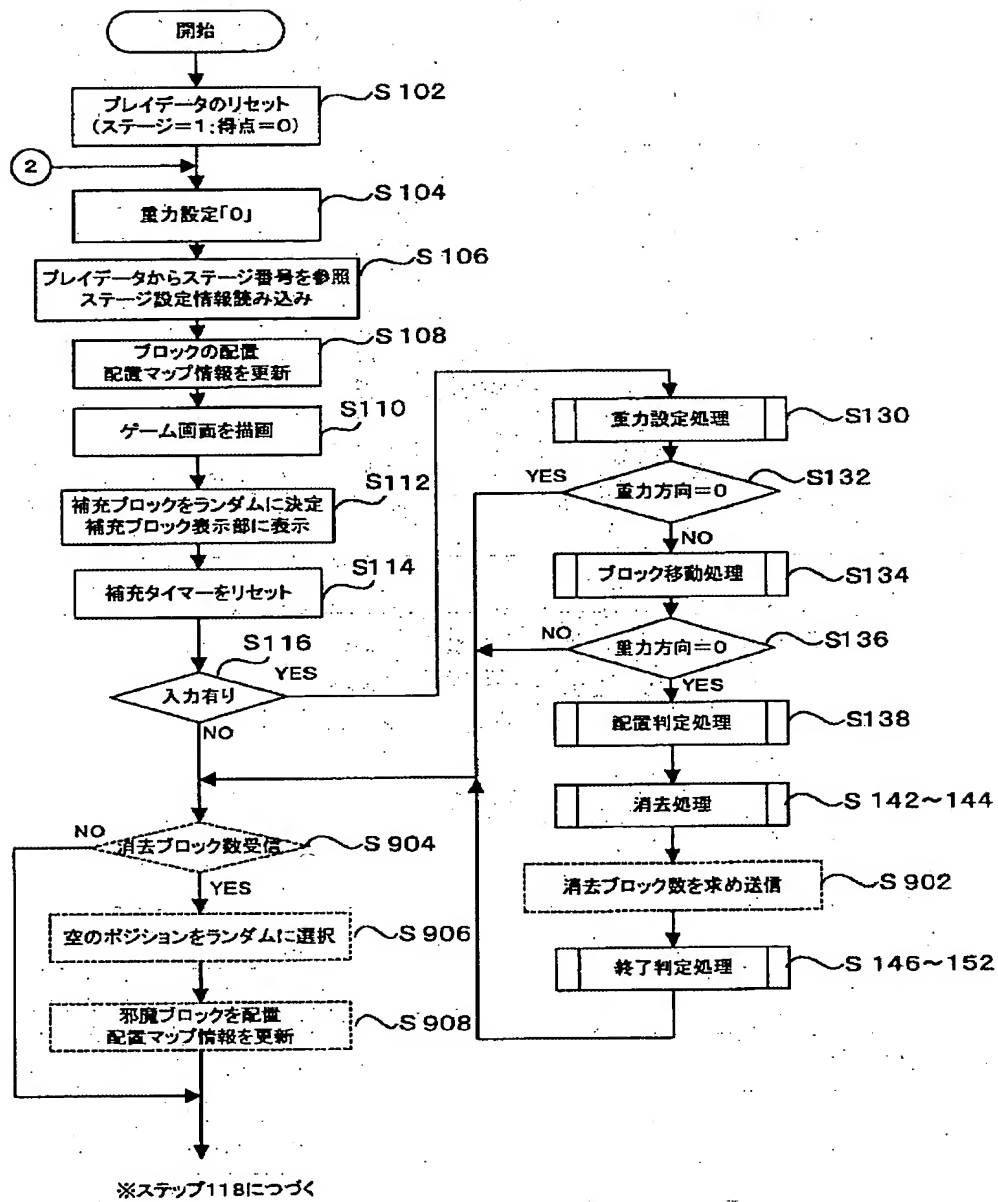 開始
プレイデータのリセット
(ステージ=1:得点=0)
S 102
2
重力設定「0」
S 104
プレイデータからステージ番号を参照
ステージ設定情報読み込み
S 106
ブロックの配置
配置マップ情報を更新
S 108
ゲーム画面を描画
S110
補充ブロックをランダムに決定
補充ブロック表示部に表示
S112
補充タイマーをリセット
S114
入力有り
S116
YES
NO
消去ブロック数受信
S 904
NO
YES
空のポジションをランダムに選択
S 906
邪魔ブロックを配置
配置マップ情報を更新
S 908
※ステップ118につづく
重力設定処理
S130
重力方向=0
S132
YES
NO
ブロック移動処理
S134
重力方向=0
S136
NO
YES
配置判定処理
S138
消去処理
S 142~144
消去ブロック数を求め送信
S 902
終了判定処理
S 146~152